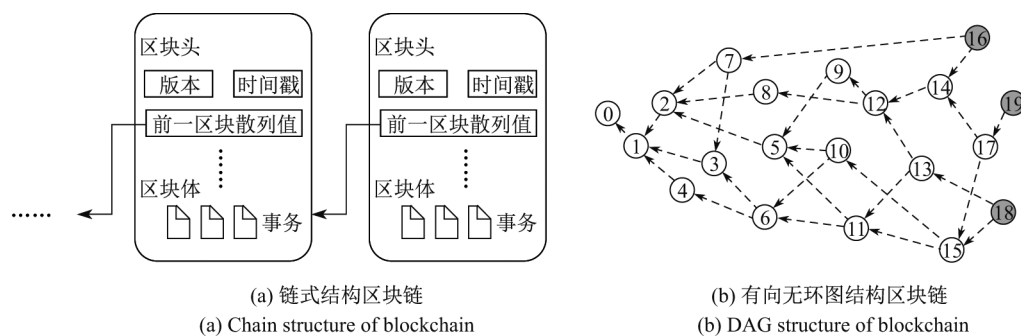 区块头
版本 时间戳
前一区块散列值
区块体
事务
......
区块头
版本 时间戳
前一区块散列值
区块体
事务
(a) 链式结构区块链
(a) Chain structure of blockchain
0
1
2
3
4
5
6
7
8
9
10
11
12
13
14
15
16
17
18
19
(b) 有向无环图结构区块链
(b) DAG structure of blockchain